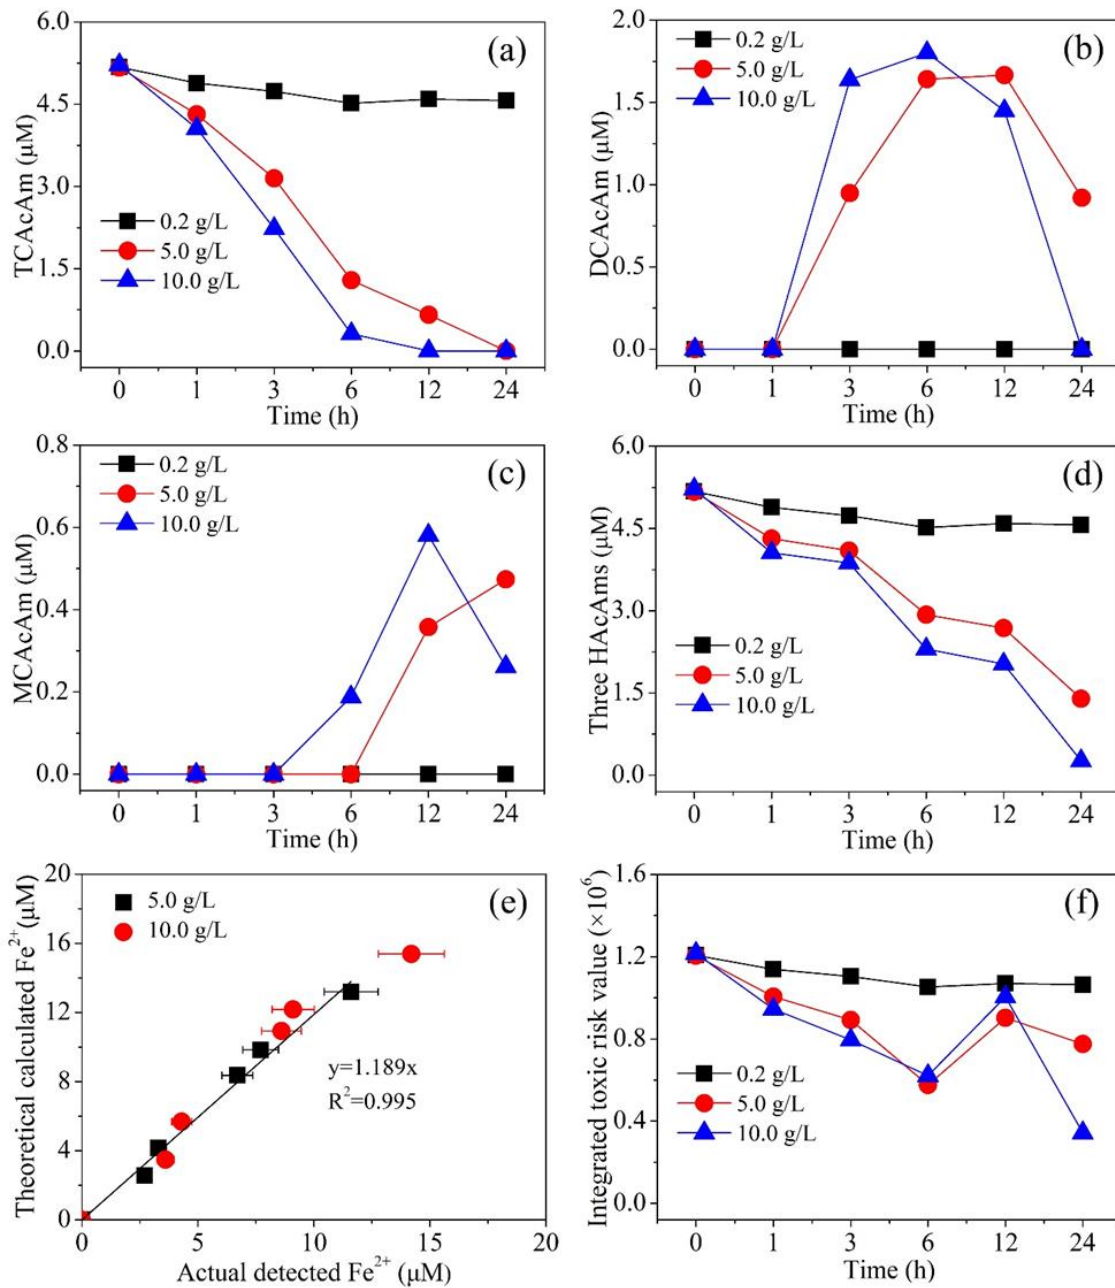 (a)
TCAcAm (μM)
6.0
4.5
3.0
1.5
0.0
0.2 g/L
5.0 g/L
10.0 g/L
0 1 3 6 12 24
Time (h)
(b)
DCAcAm (μM)
2.0
1.5
1.0
0.5
0.0
0.2 g/L
5.0 g/L
10.0 g/L
0 1 3 6 12 24
Time (h)
(c)
MCAcAm (μM)
0.8
0.6
0.4
0.2
0.0
0.2 g/L
5.0 g/L
10.0 g/L
0 1 3 6 12 24
Time (h)
(d)
Three HAcAms (μM)
6.0
4.5
3.0
1.5
0.0
0.2 g/L
5.0 g/L
10.0 g/L
0 1 3 6 12 24
Time (h)
(e)
Theoretical calculated Fe²⁺ (μM)
20
16
12
8
4
0
5.0 g/L
10.0 g/L
y=1.189x
R²=0.995
0 5 10 15 20
Actual detected Fe²⁺ (μM)
(f)
Integrated toxic risk value (×10⁶)
1.6
1.2
0.8
0.4
0.0
0.2 g/L
5.0 g/L
10.0 g/L
0 1 3 6 12 24
Time (h)